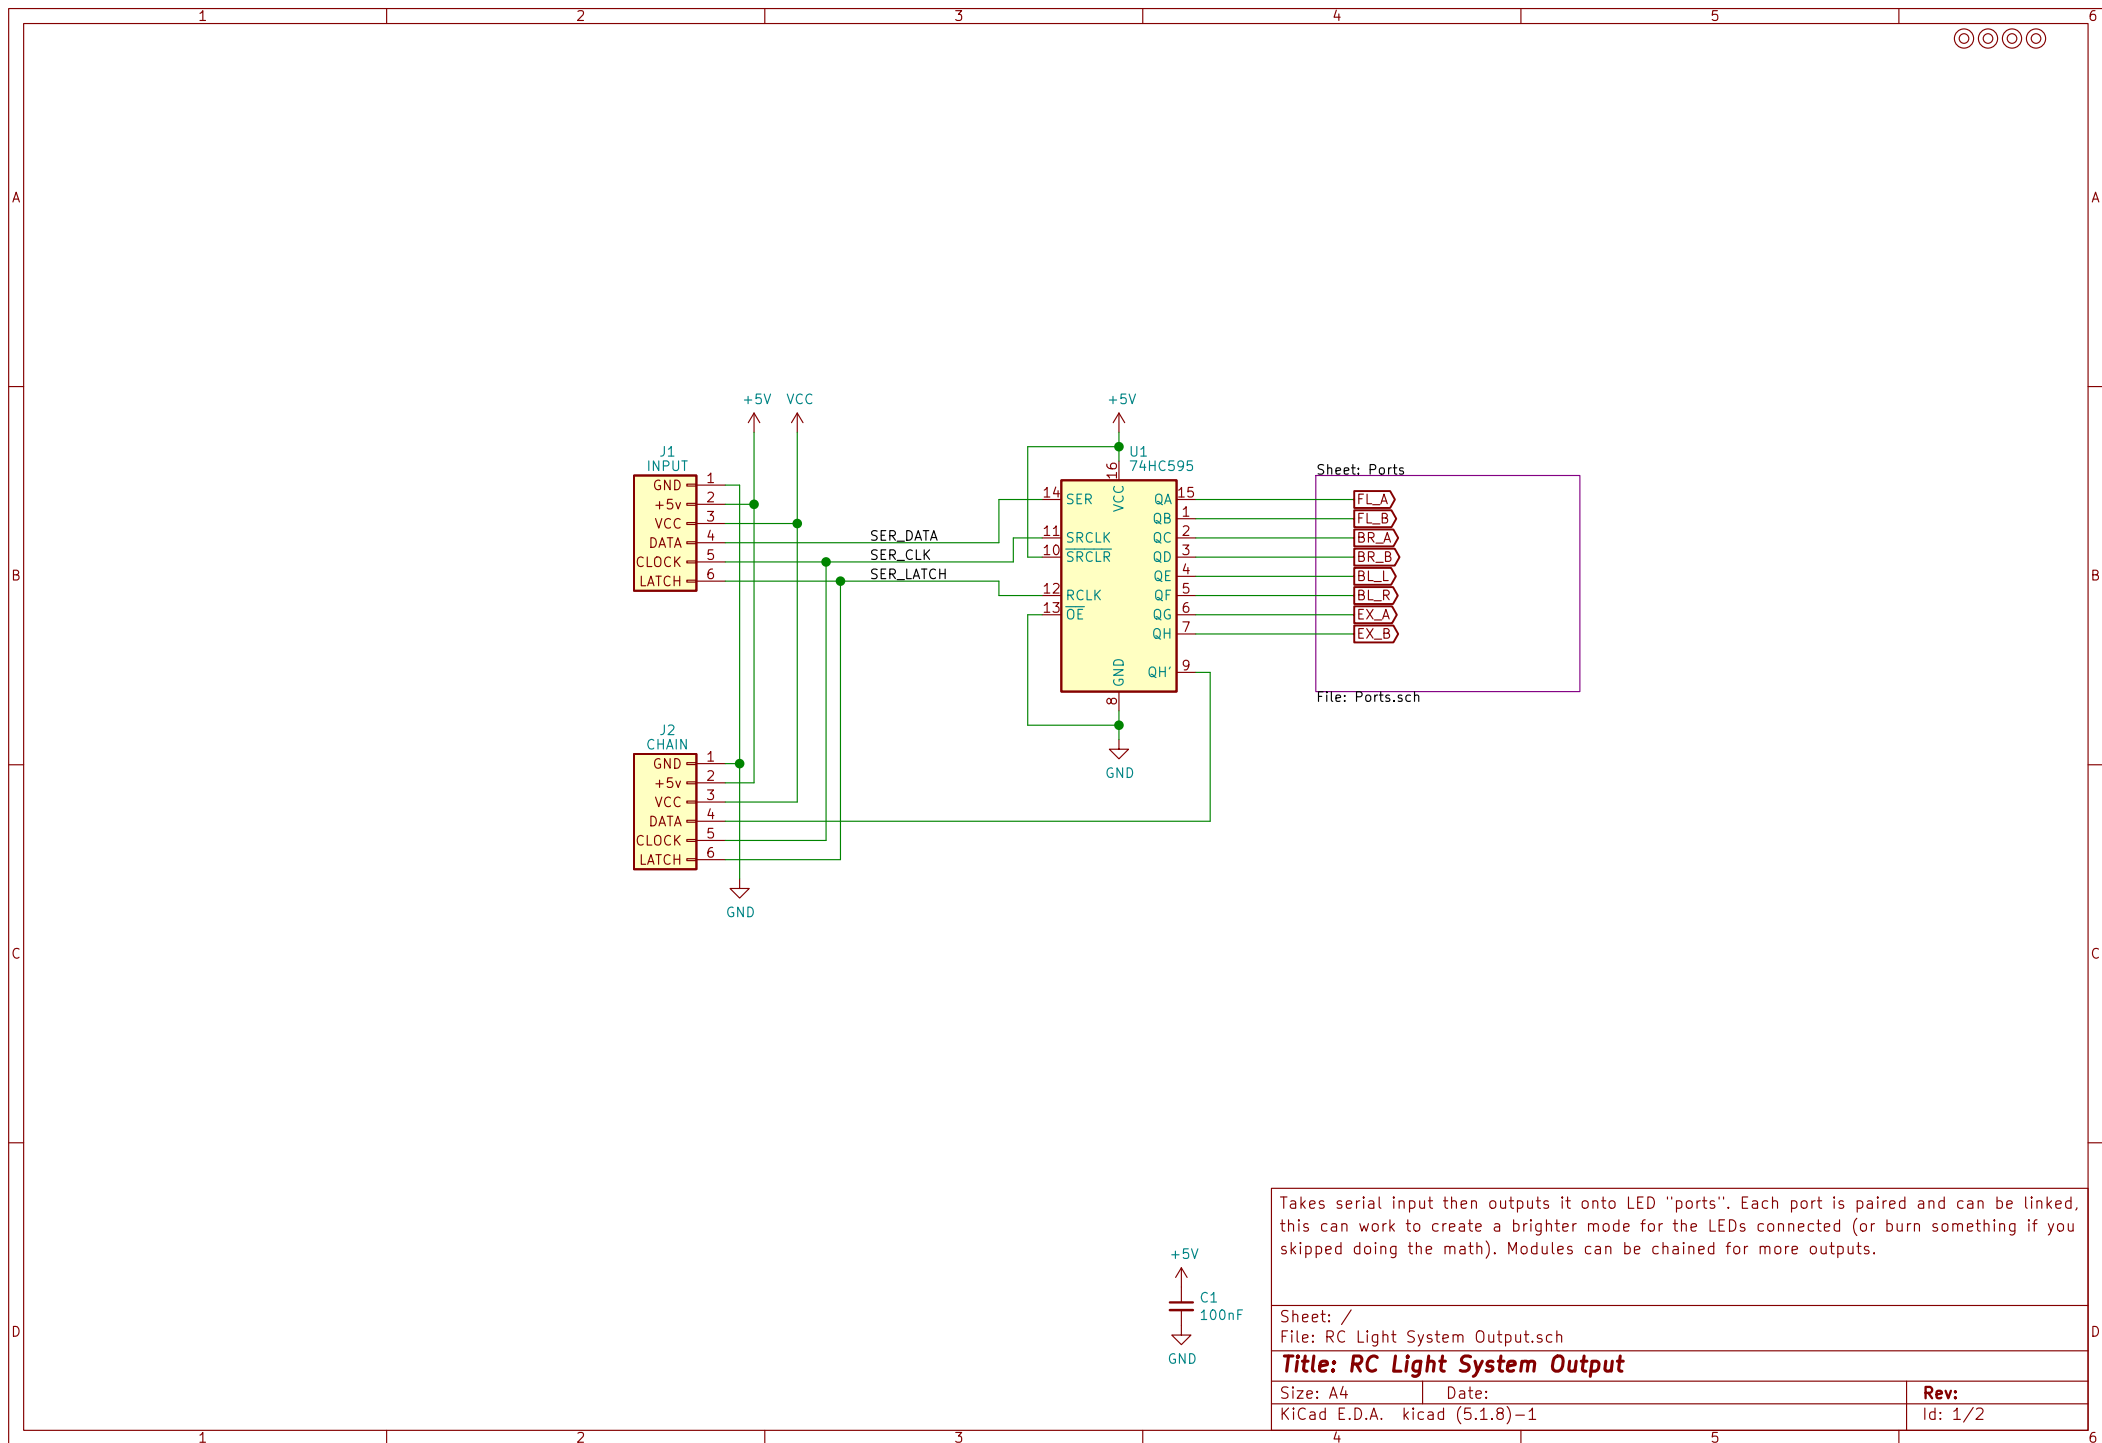 1 2 3 4 5 6
A A
+5V VCC +5V
J1
INPUT
GND 1
+5v 2
VCC 3
DATA 4
CLOCK 5
LATCH 6
SER_DATA
SER_CLK
SER_LATCH
U1
74HC595
16
VCC
14 SER
11 SRCLK
10 SRCLR
12 RCLK
13 OE
QA 15
QB 1
QC 2
QD 3
QE 4
QF 5
QG 6
QH 7
QH' 9
GND
8
GND
Sheet: Ports
FL_A
FL_B
BR_A
BR_B
BL_L
BL_R
EX_A
EX_B
File: Ports.sch
B B
J2
CHAIN
GND 1
+5v 2
VCC 3
DATA 4
CLOCK 5
LATCH 6
GND
C C
+5V
C1
100nF
GND
D D
Takes serial input then outputs it onto LED "ports". Each port is paired and can be linked,
this can work to create a brighter mode for the LEDs connected (or burn something if you
skipped doing the math). Modules can be chained for more outputs.
Sheet: /
File: RC Light System Output.sch
Title: RC Light System Output
Size: A4 Date: Rev:
KiCad E.D.A. kicad (5.1.8)-1 Id: 1/2
1 2 3 4 5 6